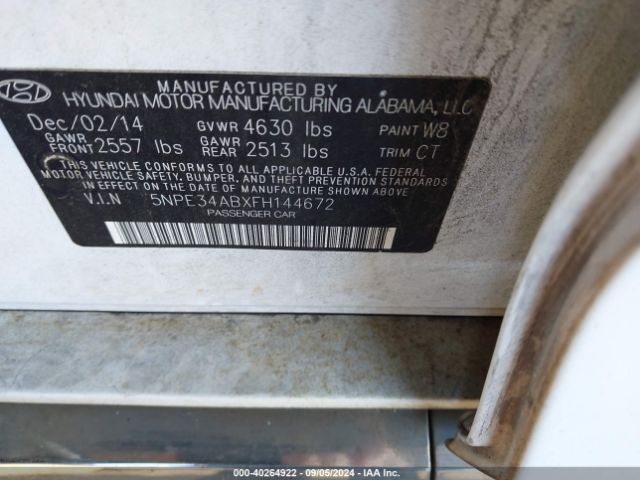 MANUFACTURED BY
HYUNDAI MOTOR MANUFACTURING ALABAMA, LLC
Dec/02/14 GVWR 4630 lbs PAINT W8
GAWR FRONT 2557 lbs GAWR REAR 2513 lbs TRIM CT
THIS VEHICLE CONFORMS TO ALL APPLICABLE U.S.A. FEDERAL
MOTOR VEHICLE SAFETY, BUMPER, AND THEFT PREVENTION STANDARDS
IN EFFECT ON THE DATE OF MANUFACTURE SHOWN ABOVE
V.I.N 5NPE34ABXFH144672
PASSENGER CAR
000-40264922 - 09/05/2024 - IAA Inc.